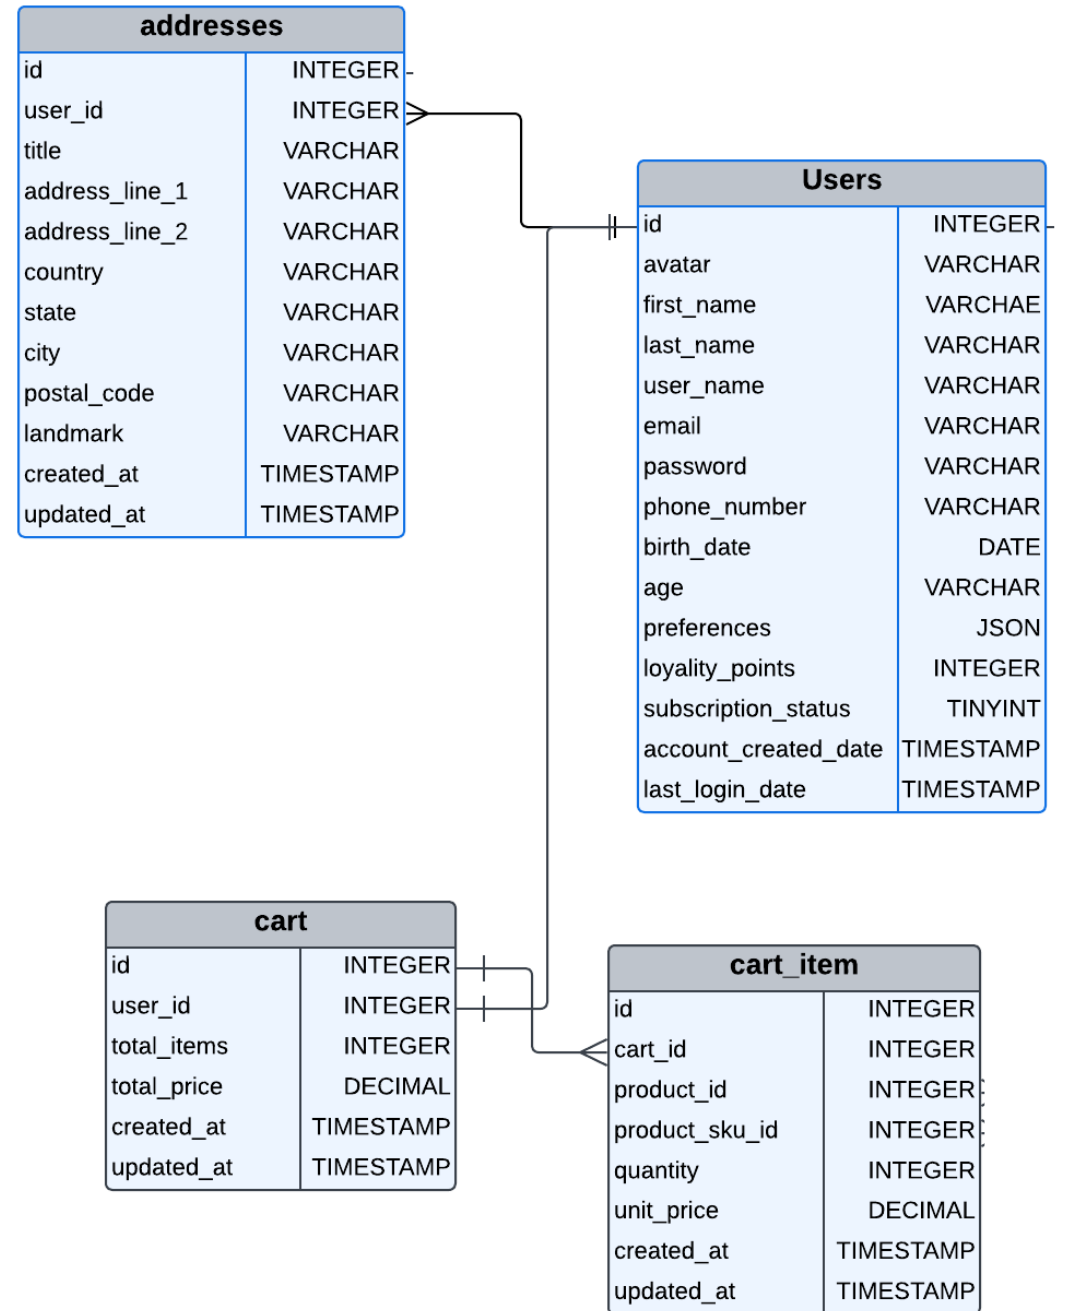 addresses
id INTEGER
user_id INTEGER
title VARCHAR
address_line_1 VARCHAR
address_line_2 VARCHAR
country VARCHAR
state VARCHAR
city VARCHAR
postal_code VARCHAR
landmark VARCHAR
created_at TIMESTAMP
updated_at TIMESTAMP
Users
id INTEGER
avatar VARCHAR
first_name VARCHAE
last_name VARCHAR
user_name VARCHAR
email VARCHAR
password VARCHAR
phone_number VARCHAR
birth_date DATE
age VARCHAR
preferences JSON
loyality_points INTEGER
subscription_status TINYINT
account_created_date TIMESTAMP
last_login_date TIMESTAMP
cart
id INTEGER
user_id INTEGER
total_items INTEGER
total_price DECIMAL
created_at TIMESTAMP
updated_at TIMESTAMP
cart_item
id INTEGER
cart_id INTEGER
product_id INTEGER
product_sku_id INTEGER
quantity INTEGER
unit_price DECIMAL
created_at TIMESTAMP
updated_at TIMESTAMP